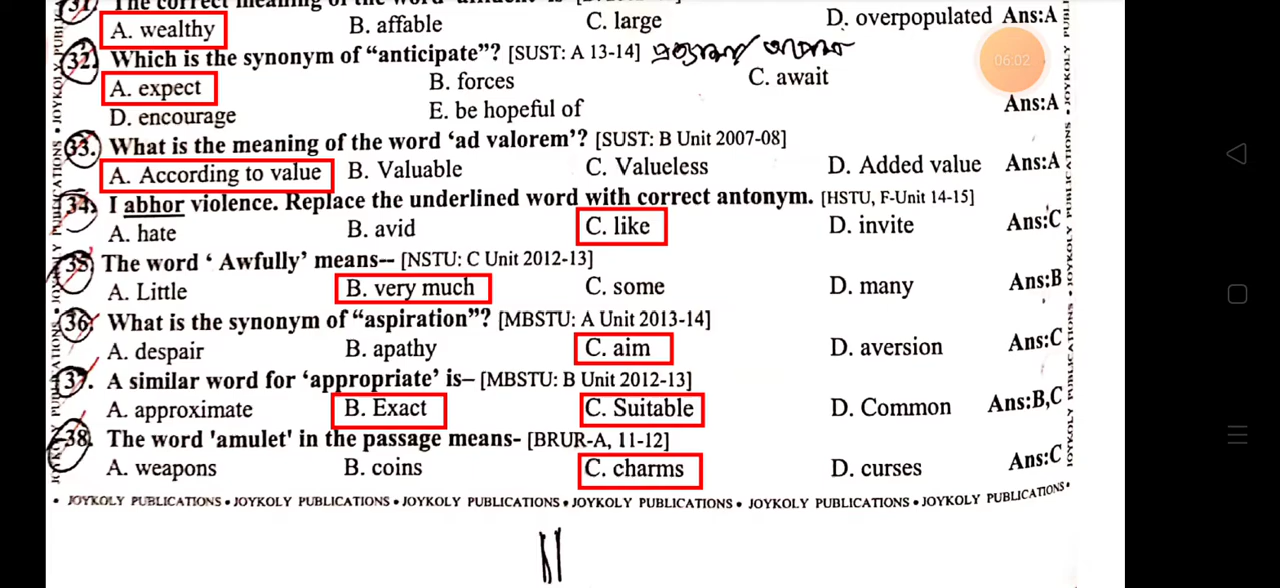 A. wealthy B. affable C. large D. overpopulated Ans:A
32. Which is the synonym of “anticipate”? [SUST: A 13-14]
06:02
A. expect B. forces C. await
D. encourage E. be hopeful of Ans:A
33. What is the meaning of the word ‘ad valorem’? [SUST: B Unit 2007-08]
A. According to value B. Valuable C. Valueless D. Added value Ans:A
34. I abhor violence. Replace the underlined word with correct antonym. [HSTU, F-Unit 14-15]
A. hate B. avid C. like D. invite Ans:C
35. The word ‘ Awfully’ means-- [NSTU: C Unit 2012-13]
A. Little B. very much C. some D. many Ans:B
36. What is the synonym of “aspiration”? [MBSTU: A Unit 2013-14]
A. despair B. apathy C. aim D. aversion Ans:C
37. A similar word for ‘appropriate’ is– [MBSTU: B Unit 2012-13]
A. approximate B. Exact C. Suitable D. Common Ans:B,C
38. The word 'amulet' in the passage means- [BRUR-A, 11-12]
A. weapons B. coins C. charms D. curses Ans:C
• JOYKOLY PUBLICATIONS • JOYKOLY PUBLICATIONS • JOYKOLY PUBLICATIONS • JOYKOLY PUBLICATIONS • JOYKOLY PUBLICATIONS • JOYKOLY PUBLICATIONS •